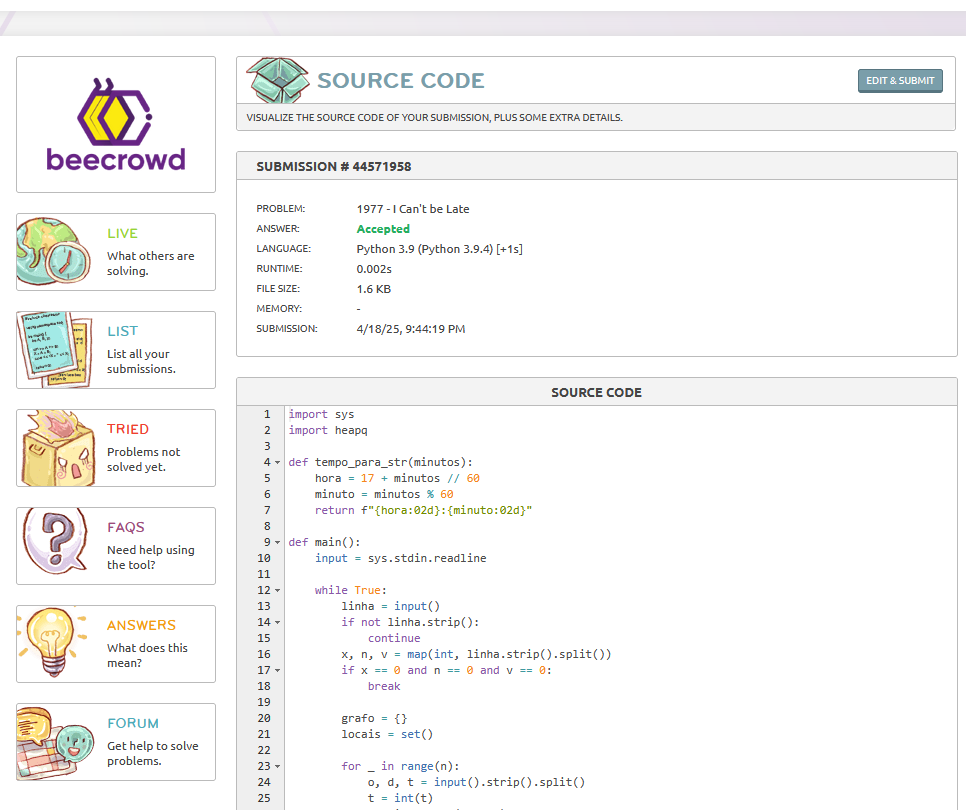 beecrowd
LIVE
What others are
solving.
LIST
List all your
submissions.
TRIED
Problems not
solved yet.
FAQS
Need help using
the tool?
ANSWERS
What does this
mean?
FORUM
Get help to solve
problems.
SOURCE CODE
EDIT & SUBMIT
VISUALIZE THE SOURCE CODE OF YOUR SUBMISSION, PLUS SOME EXTRA DETAILS.
SUBMISSION # 44571958
PROBLEM: 1977 - I Can't be Late
ANSWER: Accepted
LANGUAGE: Python 3.9 (Python 3.9.4) [+1s]
RUNTIME: 0.002s
FILE SIZE: 1.6 KB
MEMORY: -
SUBMISSION: 4/18/25, 9:44:19 PM
SOURCE CODE
1 import sys
2 import heapq
3
4 def tempo_para_str(minutos):
5     hora = 17 + minutos // 60
6     minuto = minutos % 60
7     return f"{hora:02d}:{minuto:02d}"
8
9 def main():
10     input = sys.stdin.readline
11
12     while True:
13         linha = input()
14         if not linha.strip():
15             continue
16         x, n, v = map(int, linha.strip().split())
17         if x == 0 and n == 0 and v == 0:
18             break
19
20         grafo = {}
21         locais = set()
22
23         for _ in range(n):
24             o, d, t = input().strip().split()
25             t = int(t)